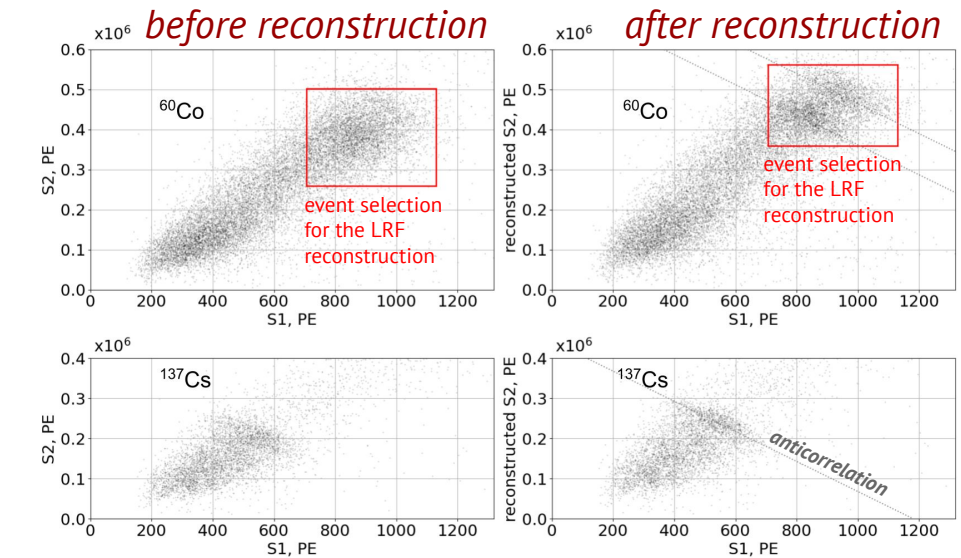 before reconstruction
after reconstruction
x10⁶
0.6
0.5
0.4
0.3
0.2
0.1
0.0
S2, PE
⁶⁰Co
event selection
for the LRF
reconstruction
0
200
400
600
800
1000
1200
S1, PE
x10⁶
0.6
0.5
0.4
0.3
0.2
0.1
0.0
reconstructed S2, PE
⁶⁰Co
event selection
for the LRF
reconstruction
0
200
400
600
800
1000
1200
S1, PE
x10⁶
0.4
0.3
0.2
0.1
0.0
S2, PE
¹³⁷Cs
0
200
400
600
800
1000
1200
S1, PE
x10⁶
0.4
0.3
0.2
0.1
0.0
reconstructed S2, PE
¹³⁷Cs
anticorrelation
0
200
400
600
800
1000
1200
S1, PE